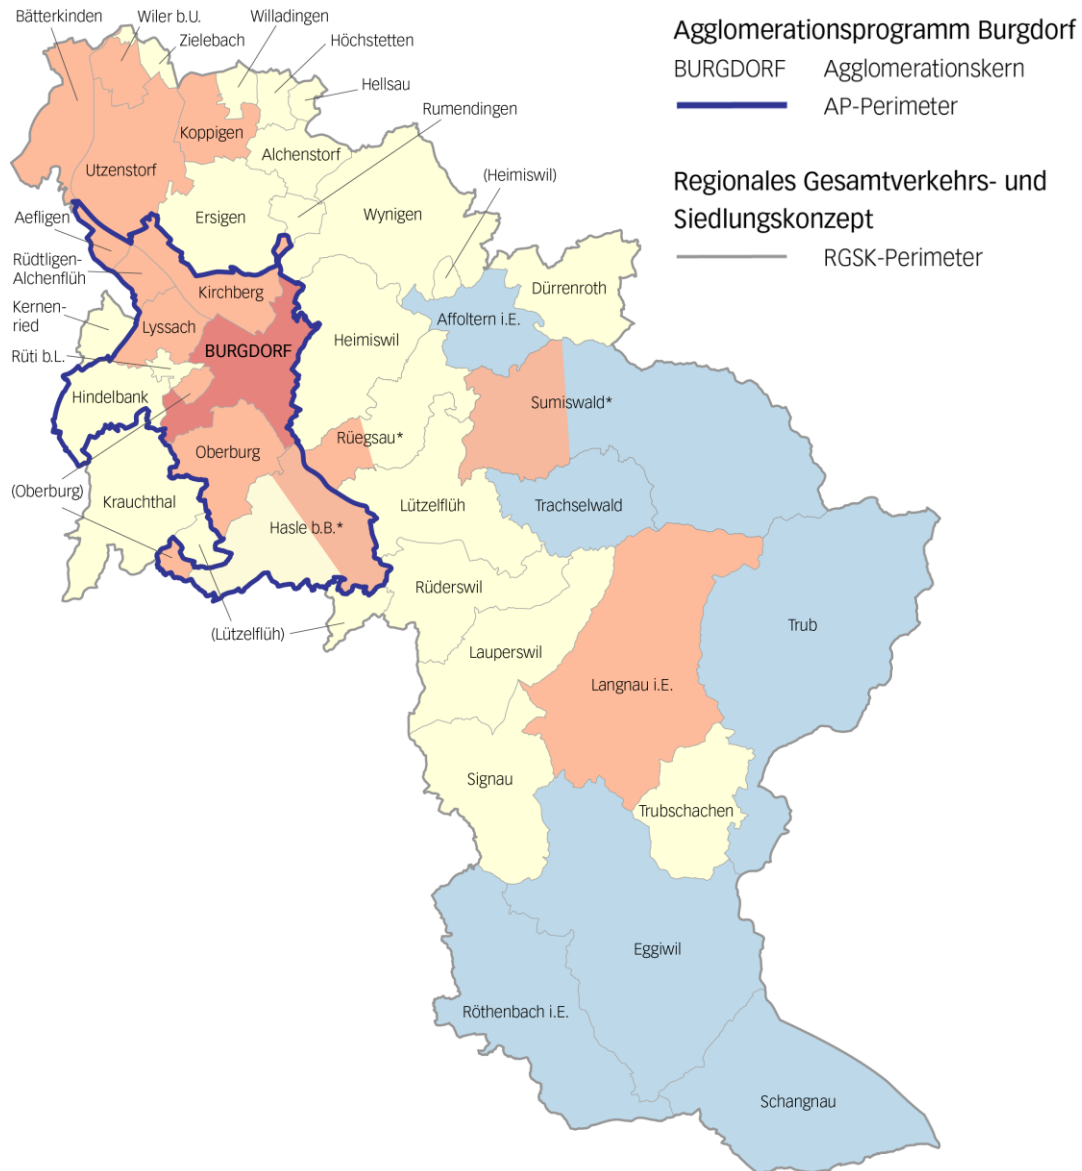 Bätterkinden
Wiler b.U.
Zielebach
Willadingen
Höchstetten
Hellsau
Rumendingen
Koppigen
Alchenstorf
Utzenstorf
(Heimiswil)
Aefligen
Ersigen
Wynigen
Rüdtligen-
Alchenflüh
Kirchberg
Dürrenroth
Kernen-
ried
Lyssach
Affoltern i.E.
Heimiswil
Rüti b.L.
BURGDORF
Hindelbank
Sumiswald*
Rüegsau*
Oberburg
(Oberburg)
Krauchthal
Lützelflüh
Trachselwald
Hasle b.B.*
Rüderswil
(Lützelflüh)
Trub
Lauperswil
Langnau i.E.
Signau
Trubschachen
Eggiwil
Röthenbach i.E.
Schangnau
Agglomerationsprogramm Burgdorf
BURGDORF Agglomerationskern
AP-Perimeter
Regionales Gesamtverkehrs- und
Siedlungskonzept
RGSK-Perimeter